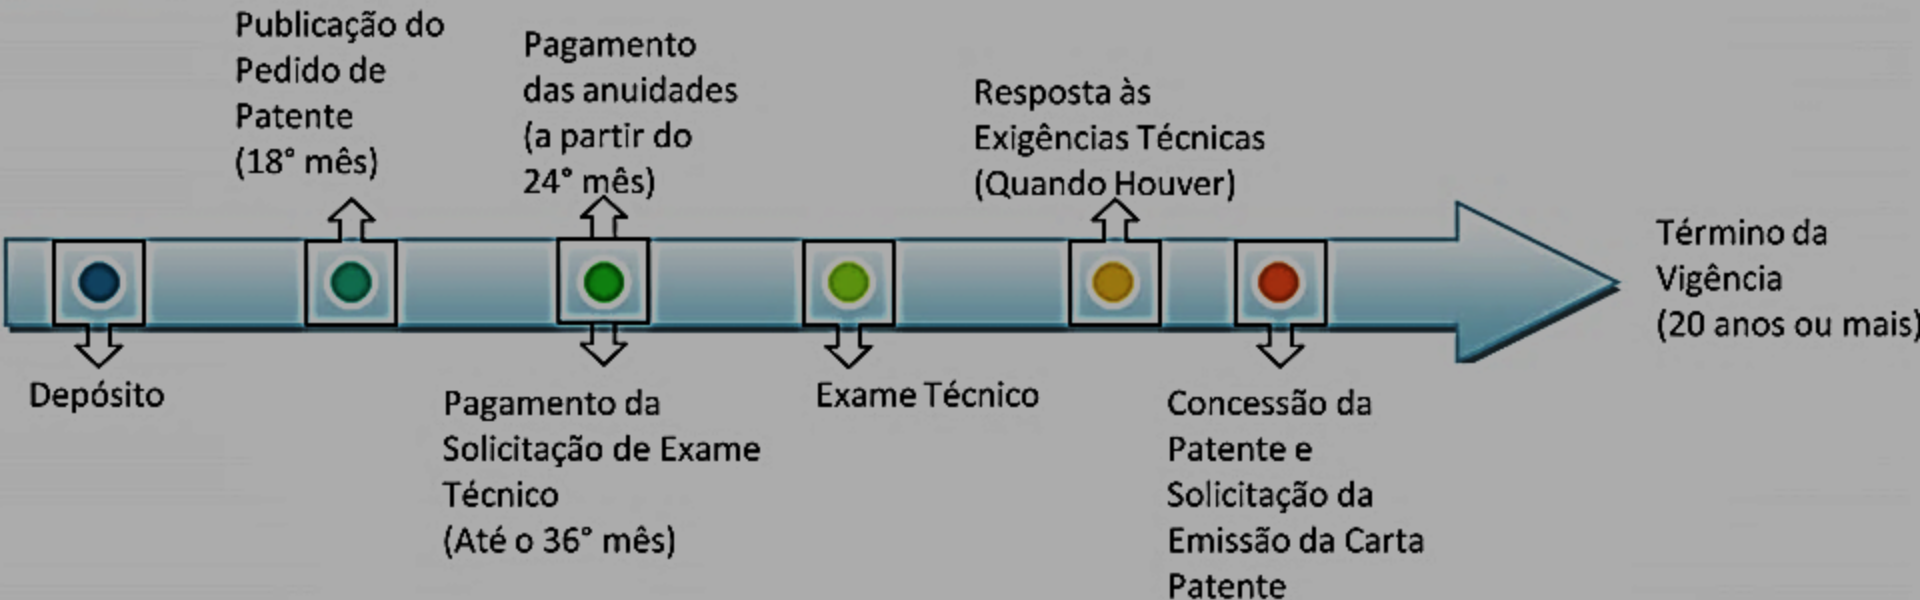 Publicação do
Pedido de
Patente
(18° mês)
Pagamento
das anuidades
(a partir do
24° mês)
Resposta às
Exigências Técnicas
(Quando Houver)
Término da
Vigência
(20 anos ou mais)
Depósito
Pagamento da
Solicitação de Exame
Técnico
(Até o 36° mês)
Exame Técnico
Concessão da
Patente e
Solicitação da
Emissão da Carta
Patente